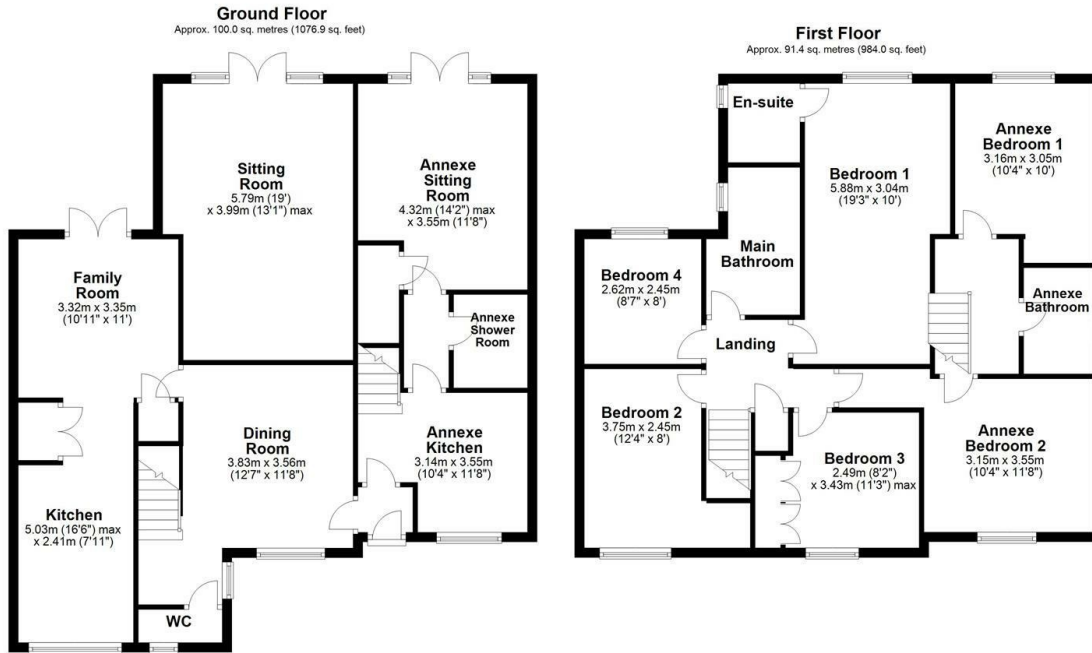 Ground Floor
Approx. 100.0 sq. metres (1076.9 sq. feet)
Sitting
Room
5.79m (19')
x 3.99m (13'1") max
Annexe
Sitting
Room
4.32m (14'2") max
x 3.55m (11'8")
Family
Room
3.32m x 3.35m
(10'11" x 11')
Annexe
Shower
Room
Dining
Room
3.83m x 3.56m
(12'7" x 11'8")
Annexe
Kitchen
3.14m x 3.55m
(10'4" x 11'8")
Kitchen
5.03m (16'6") max
x 2.41m (7'11")
WC
First Floor
Approx. 91.4 sq. metres (984.0 sq. feet)
En-suite
Bedroom 1
5.88m x 3.04m
(19'3" x 10')
Annexe
Bedroom 1
3.16m x 3.05m
(10'4" x 10')
Main
Bathroom
Bedroom 4
2.62m x 2.45m
(8'7" x 8')
Annexe
Bathroom
Landing
Bedroom 2
3.75m x 2.45m
(12'4" x 8')
Bedroom 3
2.49m (8'2")
x 3.43m (11'3") max
Annexe
Bedroom 2
3.15m x 3.55m
(10'4" x 11'8")